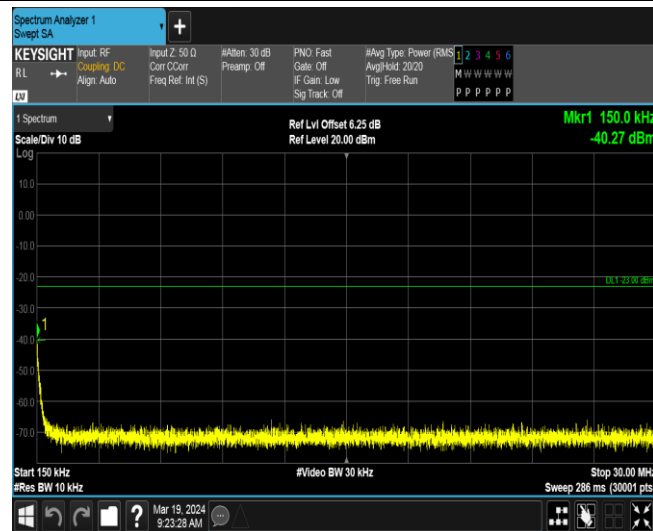 Spectrum Analyzer 1
Swept SA
+
KEYSIGHT
RL
LXI
Input: RF
Coupling: DC
Align: Auto
Input Z: 50 Ω
Corr CCorr
Freq Ref: Int (S)
#Atten: 30 dB
Preamp: Off
PNO: Fast
Gate: Off
IF Gain: Low
Sig Track: Off
#Avg Type: Power (RMS
Avg|Hold: 20/20
Trig: Free Run
1 2 3 4 5 6
M W W W W W
P P P P P P
1 Spectrum
Scale/Div 10 dB
Log
Ref Lvl Offset 6.25 dB
Ref Level 20.00 dBm
Mkr1 150.0 kHz
-40.27 dBm
10.0
0.00
-10.0
-20.0
DL1 -23.00 dBm
-30.0
1
-40.0
-50.0
-60.0
-70.0
Start 150 kHz
#Res BW 10 kHz
#Video BW 30 kHz
Stop 30.00 MHz
Sweep 286 ms (30001 pts
?
Mar 19, 2024
9:23:28 AM